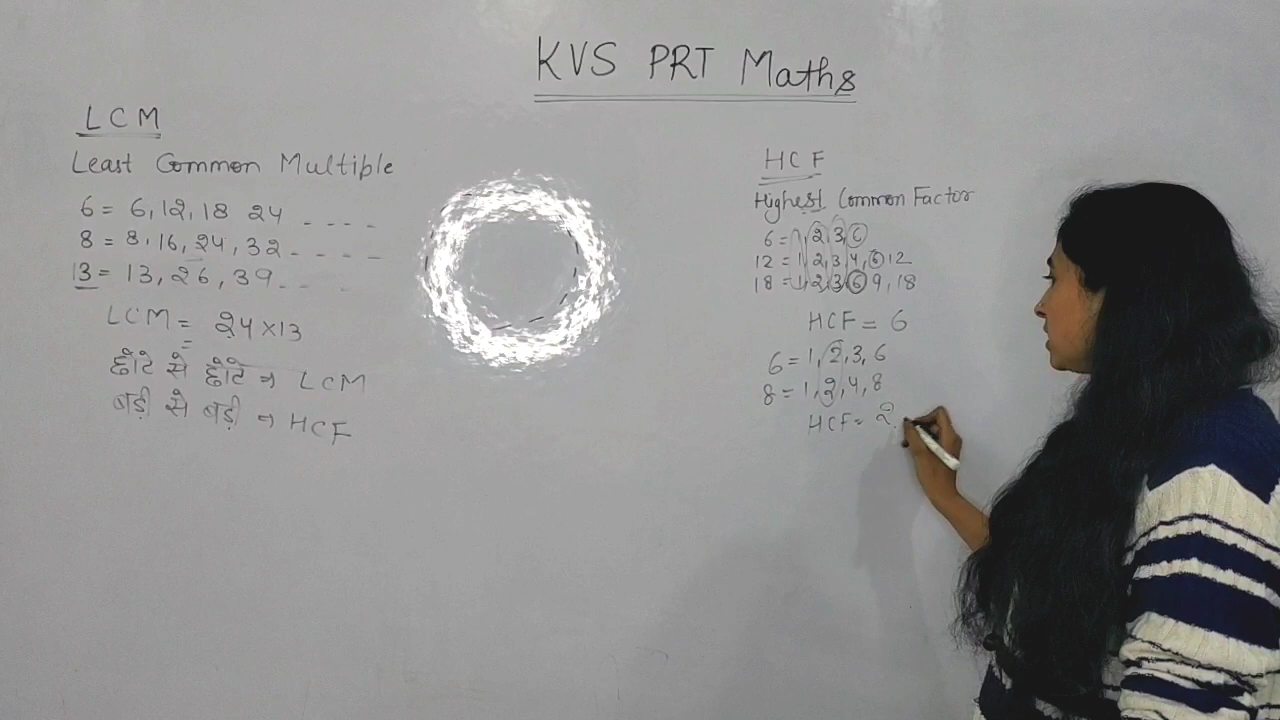 KVS PRT Maths
LCM
Least Common Multiple
6 = 6, 12, 18 24 - - - -
8 = 8, 16, 24, 32 - - - - -
13 = 13, 26, 39 - - -
LCM = 24×13
छोटे से छोटे → LCM
बड़ी से बड़ी → HCF
HCF
Highest Common Factor
6 = 1, 2, 3, 6
12 = 1, 2, 3, 4, 6 12
18 = 1, 2, 3 6 9, 18
HCF = 6
6 = 1, 2, 3, 6
8 = 1, 2, 4, 8
HCF = 2